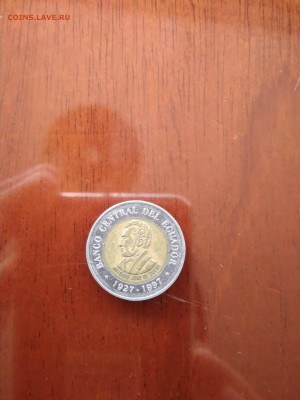 COINS.LAVE.RU
BANCO CENTRAL DEL ECUADOR
1927-1997